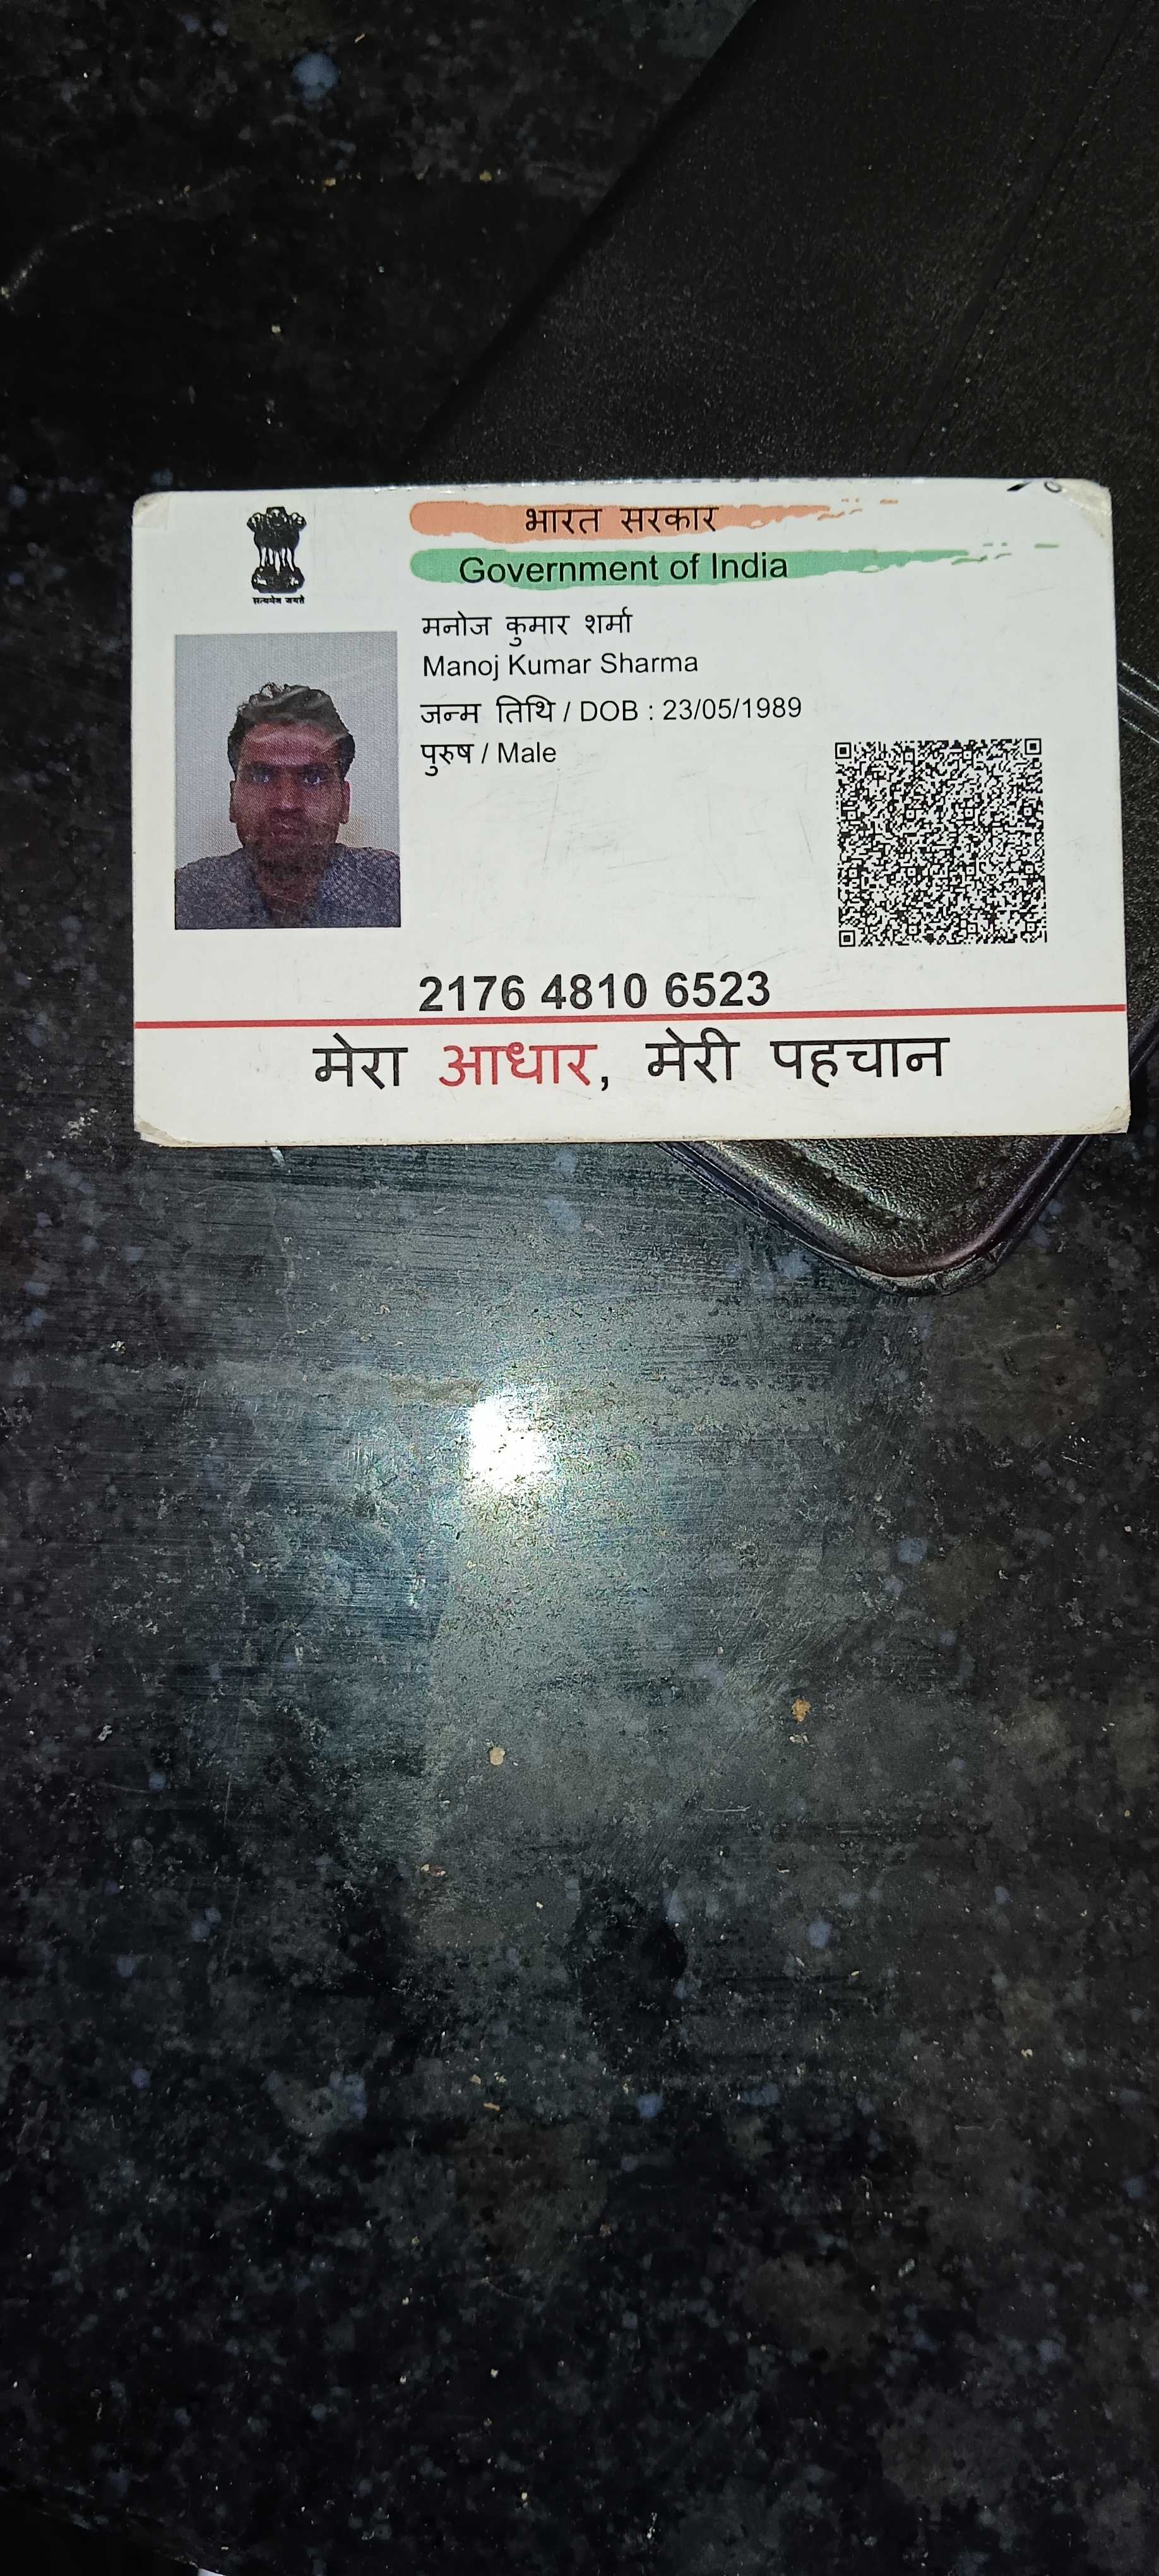 भारत सरकार
Government of India
सत्यमेव जयते
मनोज कुमार शर्मा
Manoj Kumar Sharma
जन्म तिथि / DOB : 23/05/1989
पुरुष / Male
2176 4810 6523
मेरा आधार, मेरी पहचान